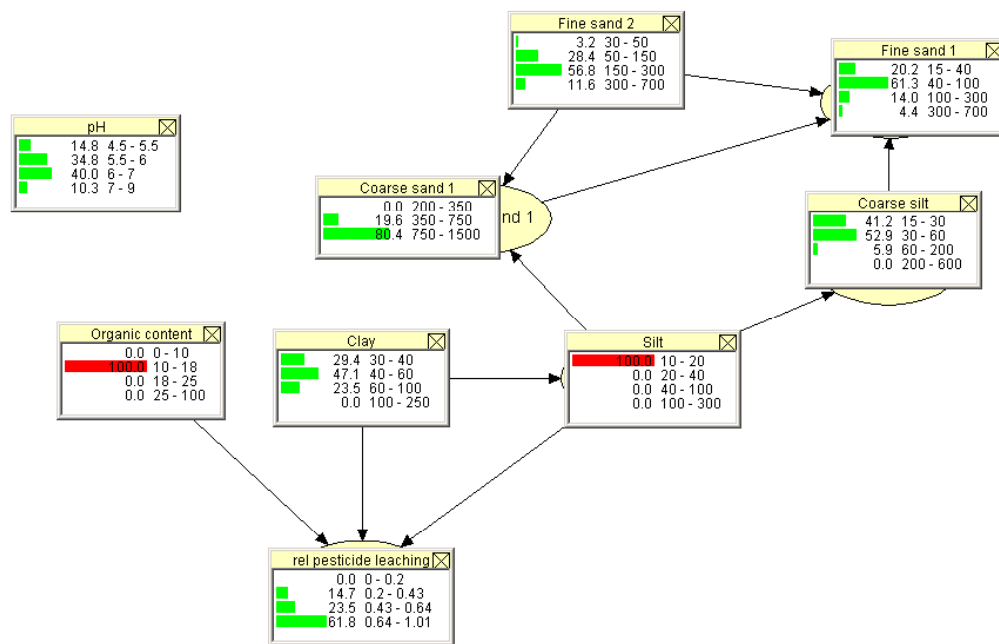 Fine sand 2
3.2 30 - 50
28.4 50 - 150
56.8 150 - 300
11.6 300 - 700
Fine sand 1
20.2 15 - 40
61.3 40 - 100
14.0 100 - 300
4.4 300 - 700
pH
14.8 4.5 - 5.5
34.8 5.5 - 6
40.0 6 - 7
10.3 7 - 9
Coarse sand 1
0.0 200 - 350
19.6 350 - 750
80.4 750 - 1500
nd 1
Coarse silt
41.2 15 - 30
52.9 30 - 60
5.9 60 - 200
0.0 200 - 600
Organic content
0.0 0 - 10
100.0 10 - 18
0.0 18 - 25
0.0 25 - 100
Clay
29.4 30 - 40
47.1 40 - 60
23.5 60 - 100
0.0 100 - 250
Silt
100.0 10 - 20
0.0 20 - 40
0.0 40 - 100
0.0 100 - 300
rel pesticide leaching
0.0 0 - 0.2
14.7 0.2 - 0.43
23.5 0.43 - 0.64
61.8 0.64 - 1.01